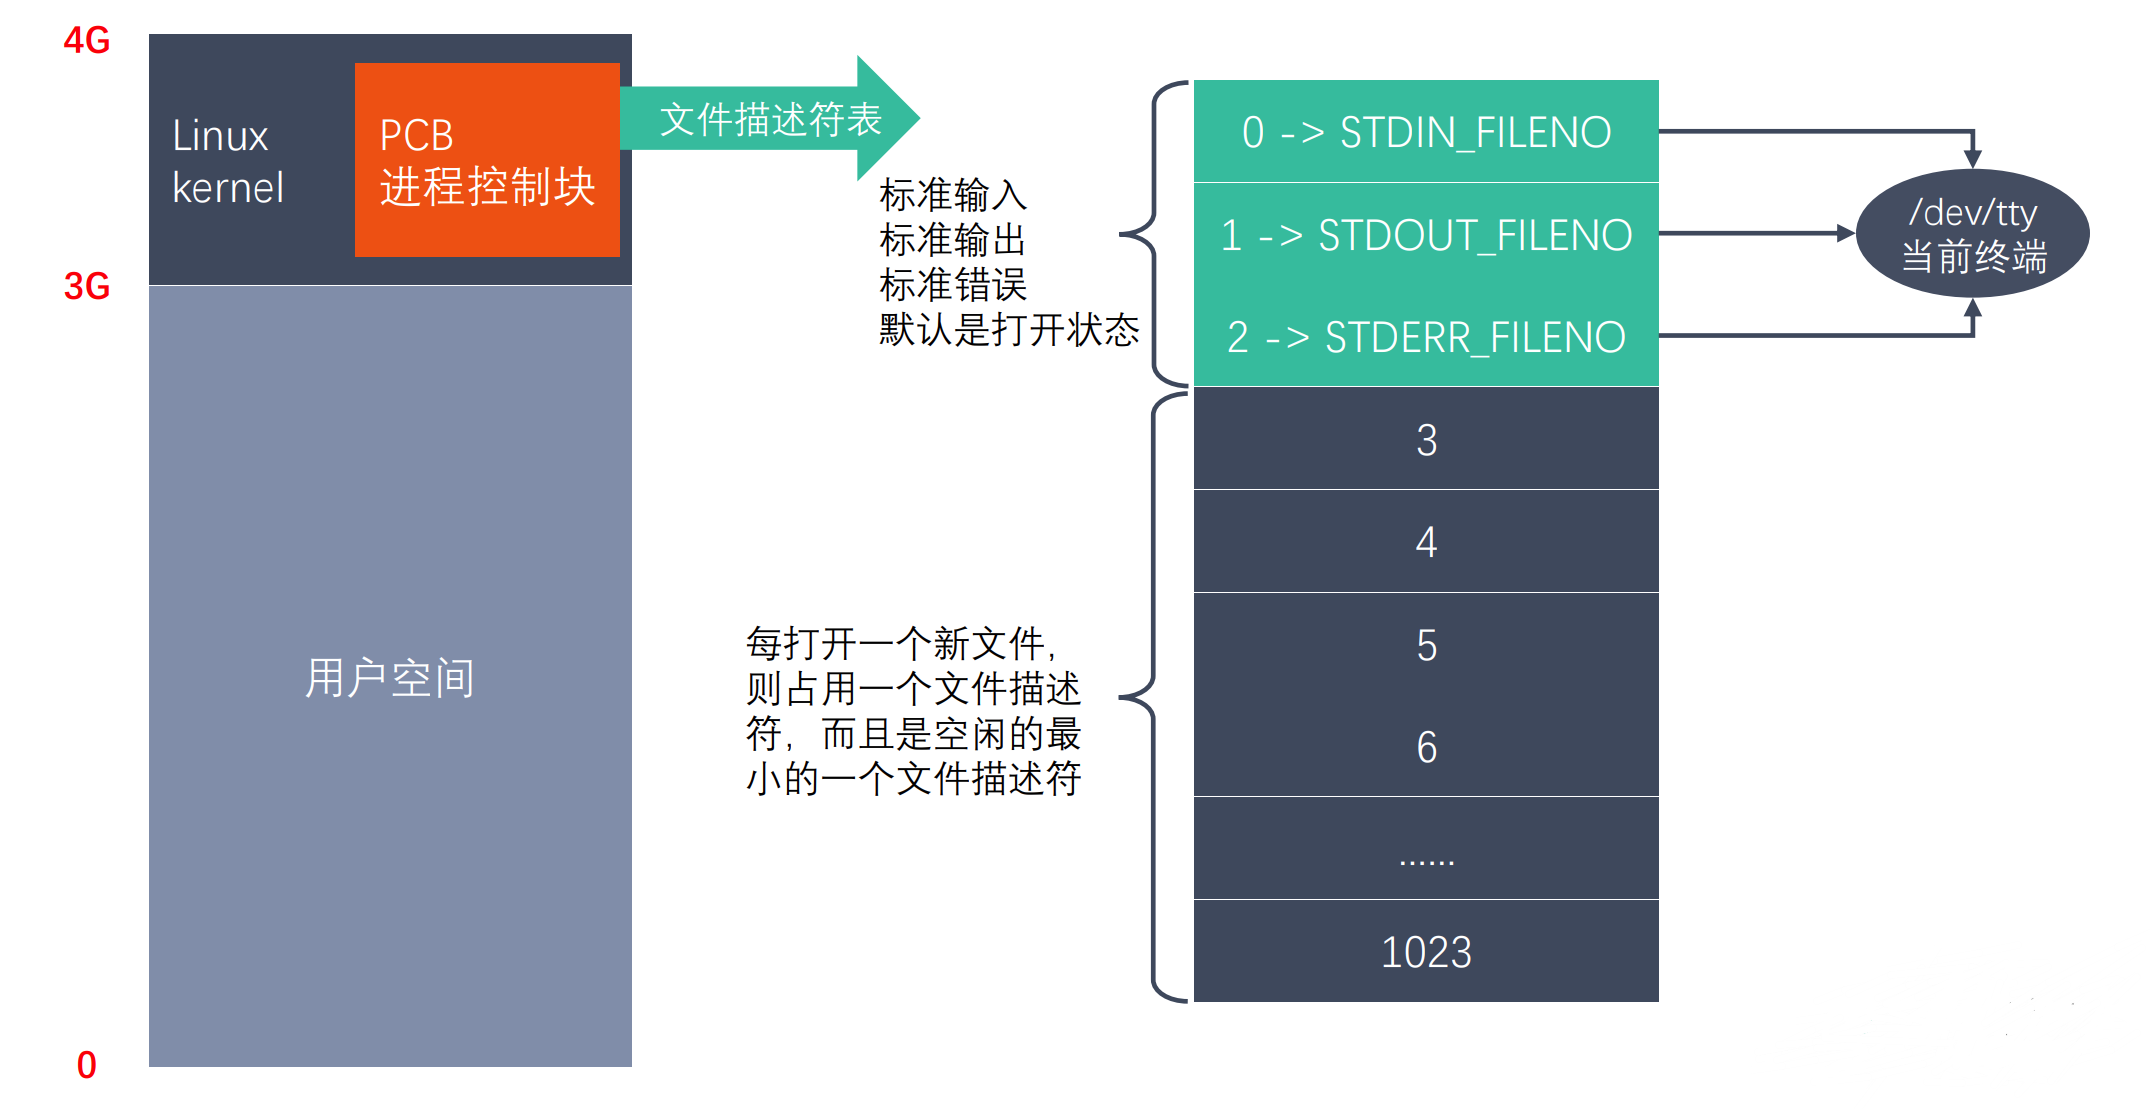 4G
Linux
kernel
PCB
进程控制块
文件描述符表
3G
用户空间
0
标准输入
标准输出
标准错误
默认是打开状态
每打开一个新文件，
则占用一个文件描述
符，而且是空闲的最
小的一个文件描述符
0 -> STDIN_FILENO
1 -> STDOUT_FILENO
2 -> STDERR_FILENO
3
4
5
6
......
1023
/dev/tty
当前终端